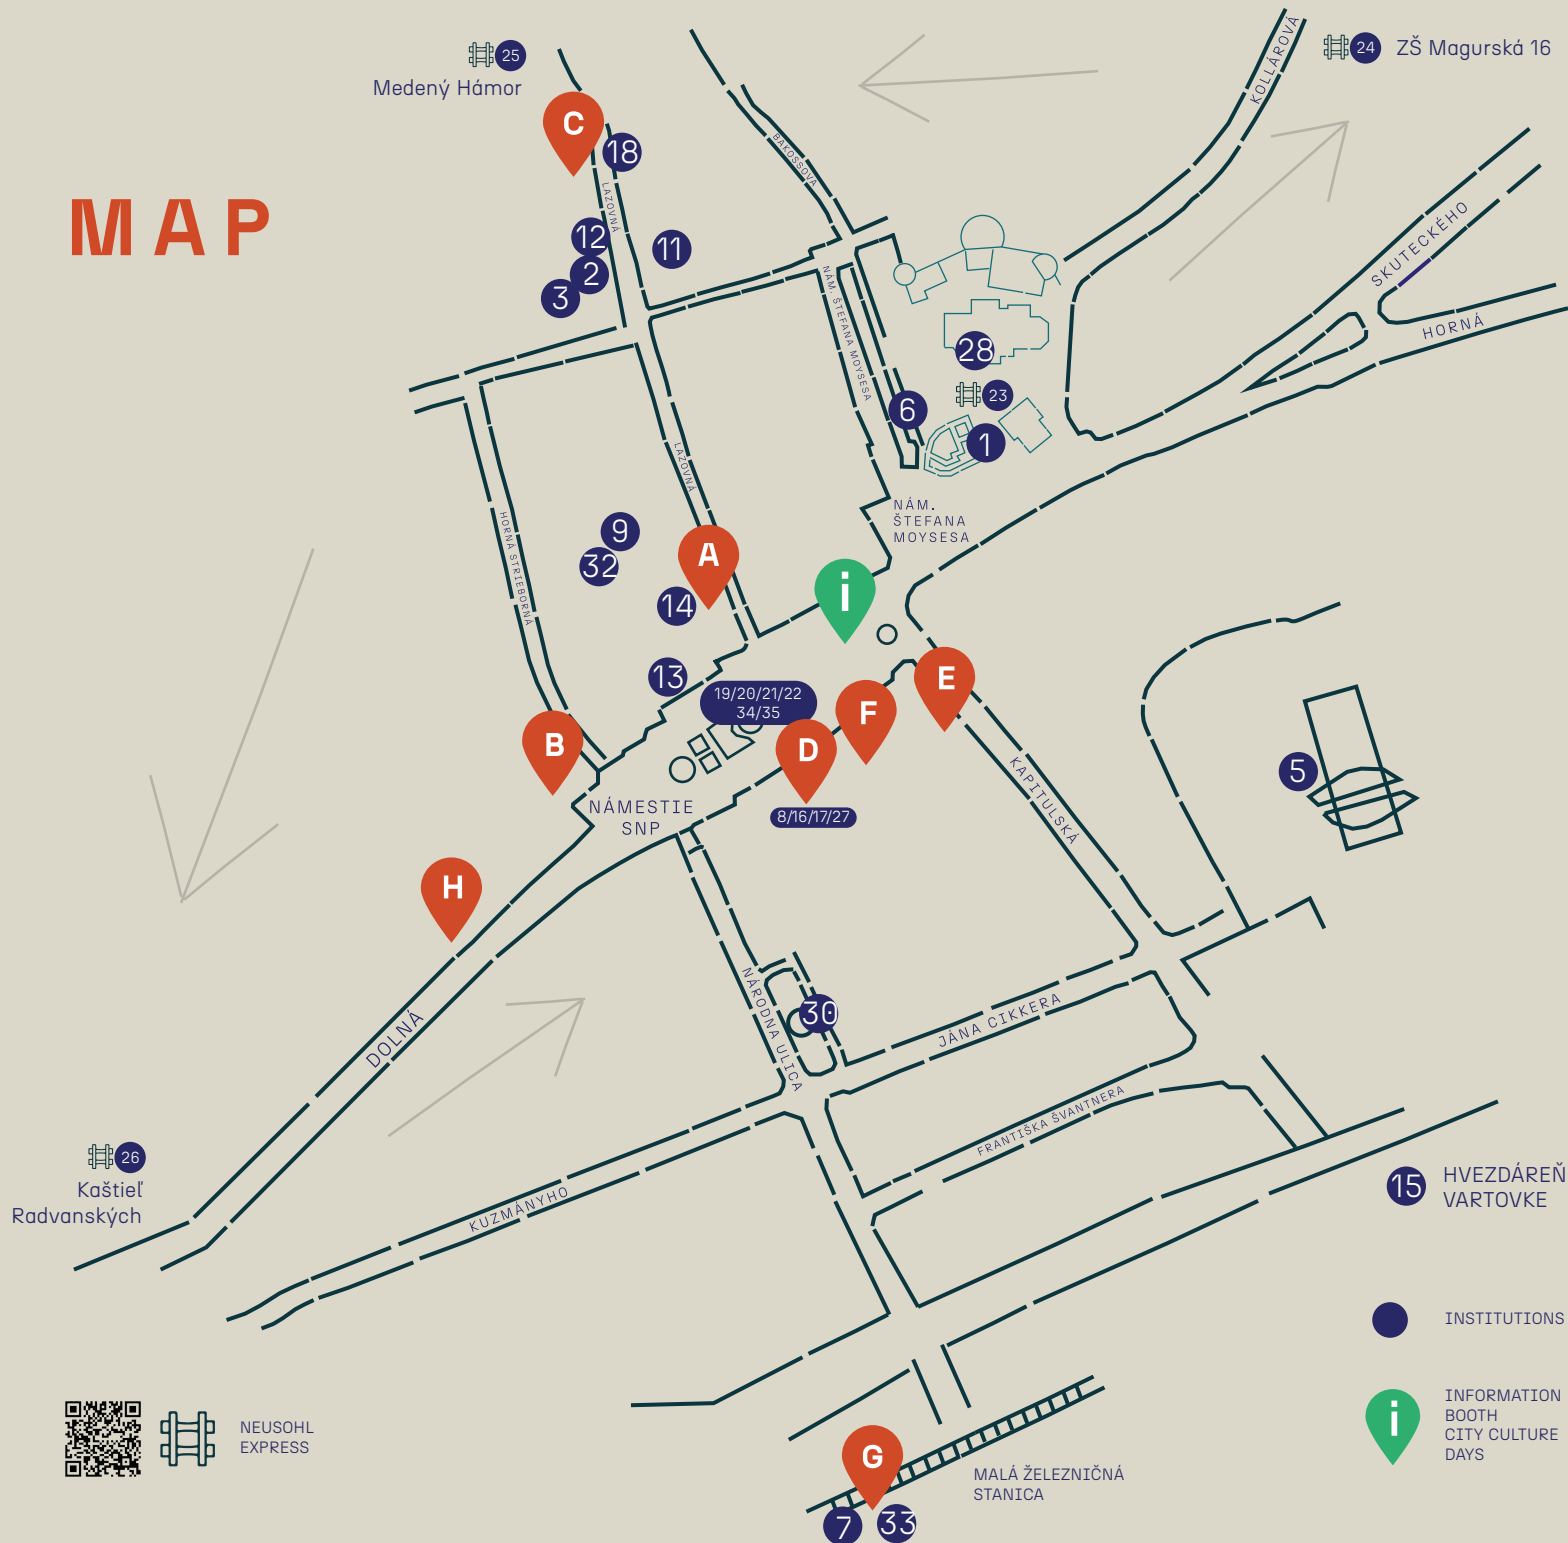 25
Medený Hámor
24
ZŠ Magurská 16
KOLLÁROVÁ
C
18
BAKOSSOVA
LAZOVNÁ
MAP
12
11
2
3
SKUTECKÉHO
HORNÁ
NÁM. ŠTEFANA MOYSESA
28
23
6
1
LAZOVNÁ
NÁM.
ŠTEFANA
MOYSESA
HORNÁ STRIEBORNÁ
9
32
A
14
i
13
E
19/20/21/22
34/35
F
B
D
5
KAPITULSKÁ
NÁMESTIE
SNP
8/16/17/27
H
NÁRODNA ULICA
30
DOLNÁ
JÁNA CIKKERA
FRANTIŠKA ŠVANTNERA
26
Kaštieľ
Radvanských
KUZMÁNYHO
15
HVEZDÁREŇ
VARTOVKE
INSTITUTIONS
i
INFORMATION
BOOTH
CITY CULTURE
DAYS
NEUSOHL
EXPRESS
G
MALÁ ŽELEZNIČNÁ
STANICA
7
33